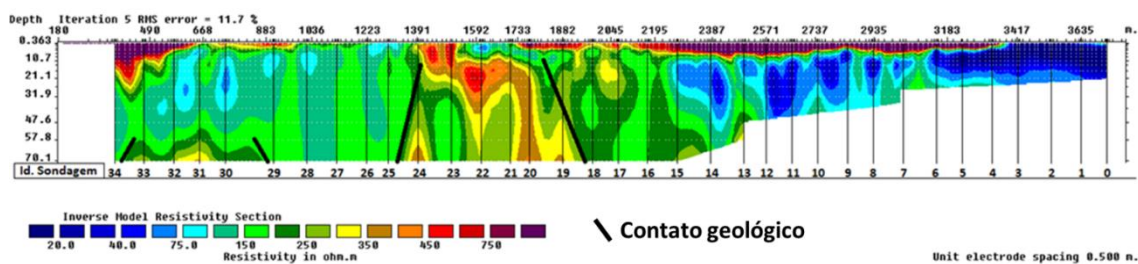 Depth Iteration 5 RMS error = 11.7 %
180 490 668 883 1036 1223 1391 1592 1733 1882 2045 2195 2387 2571 2737 2935 3183 3417 3635 m.
0.363
10.7
21.1
31.9
47.6
57.8
70.1
Id. Sondagem 34 33 32 31 30 29 28 27 26 25 24 23 22 21 20 19 18 17 16 15 14 13 12 11 10 9 8 7 6 5 4 3 2 1 0
Inverse Model Resistivity Section
20.0 40.0 75.0 150 250 350 450 750
Resistivity in ohm.m
Contato geológico
Unit electrode spacing 0.500 m.